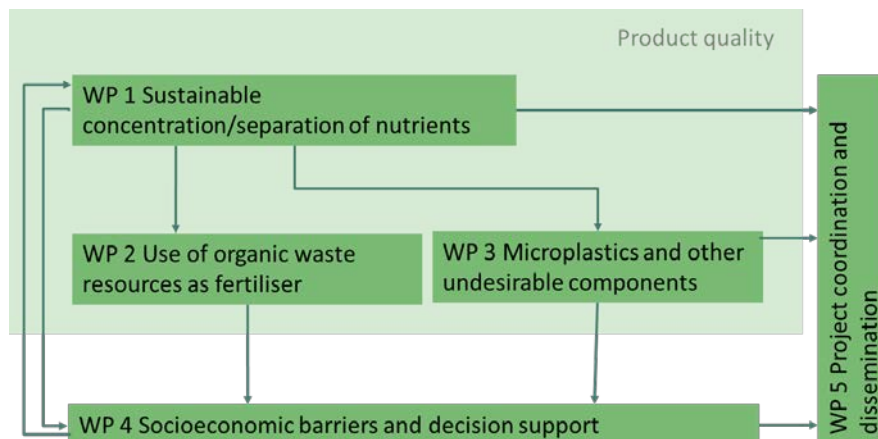 Product quality
WP 1 Sustainable
concentration/separation of nutrients
WP 2 Use of organic waste
resources as fertiliser
WP 3 Microplastics and other
undesirable components
WP 4 Socioeconomic barriers and decision support
WP 5 Project coordination and
dissemination